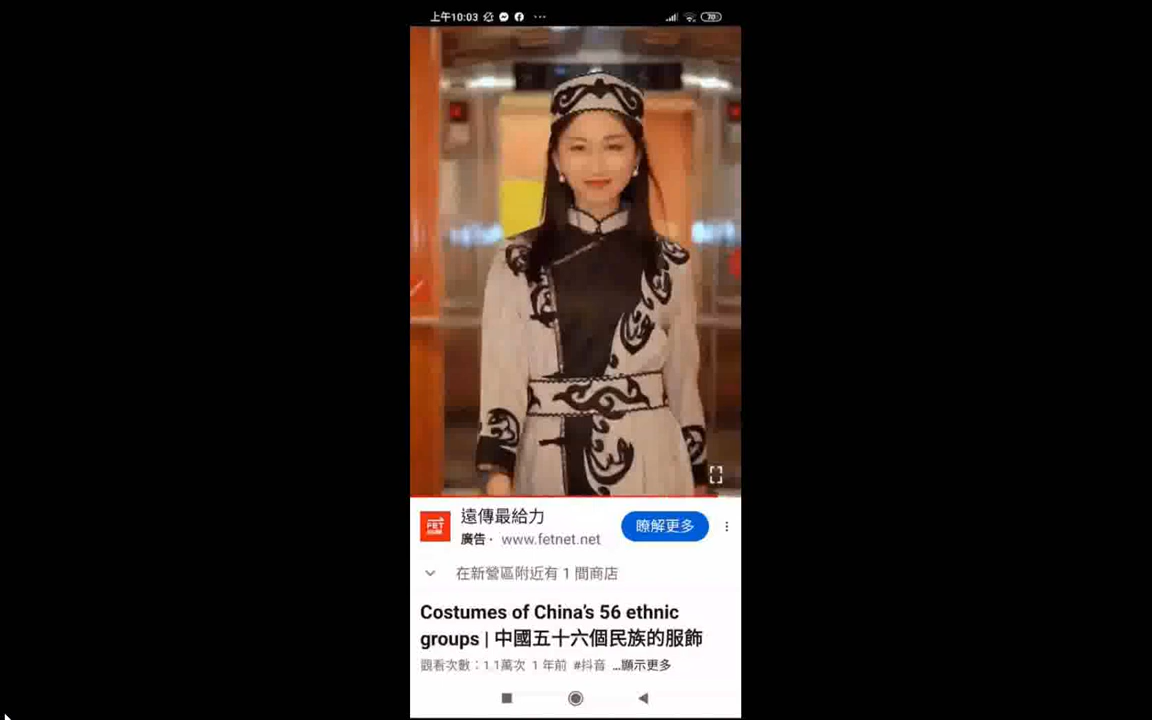 上午10:03
70
FET
遠傳最給力
廣告· www.fetnet.net
瞭解更多
在新營區附近有 1 間商店
Costumes of China's 56 ethnic
groups | 中國五十六個民族的服飾
觀看次數：1.1萬次 1 年前 #抖音 ...顯示更多